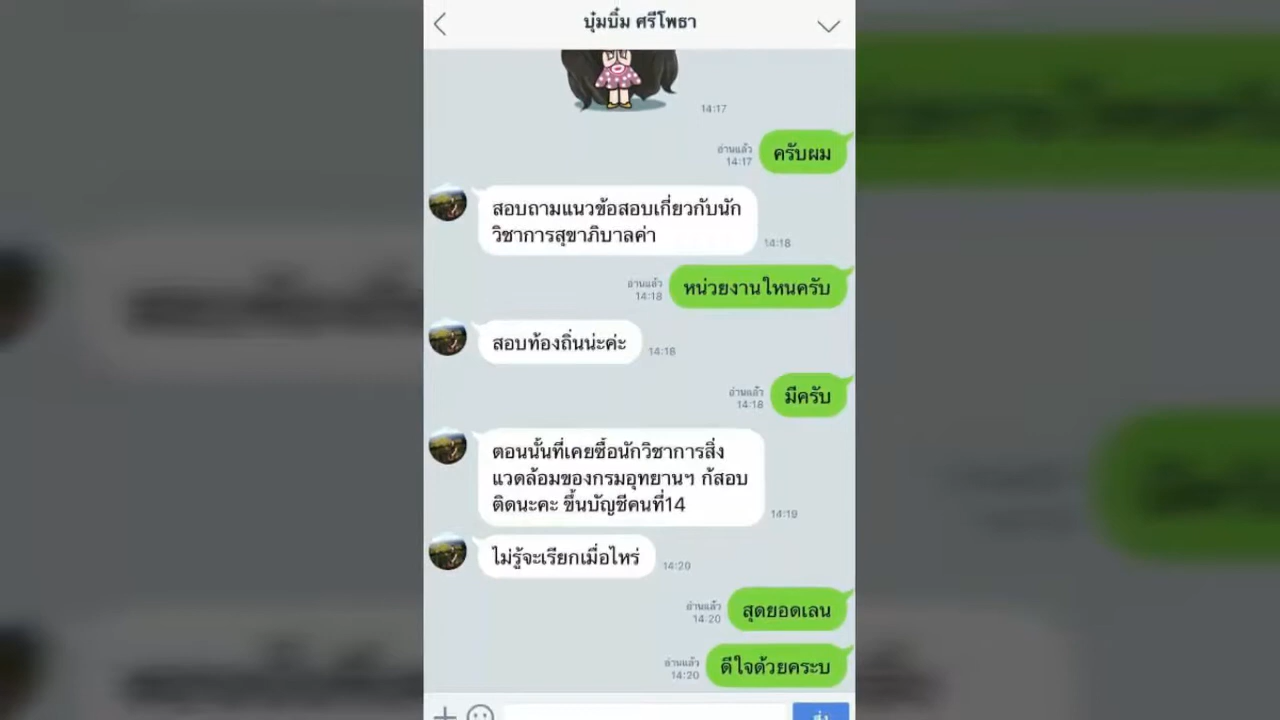 บุ๋มบิ๋ม ศรีโพธา
14:17
ครับผม
อ่านแล้ว
14:17
สอบถามแนวข้อสอบเกี่ยวกับนัก
วิชาการสุขาภิบาลค่า
14:18
หน่วยงานใหนครับ
อ่านแล้ว
14:18
สอบท้องถิ่นน่ะค่ะ
14:18
มีครับ
อ่านแล้ว
14:18
ตอนนั้นที่เคยซื้อนักวิชาการสิ่ง
แวดล้อมของกรมอุทยานฯ ก้สอบ
ติดนะคะ ขึ้นบัญชีคนที่14
14:19
ไม่รู้จะเรียกเมื่อไหร่
14:20
สุดยอดเลน
อ่านแล้ว
14:20
ดีใจด้วยคระบ
อ่านแล้ว
14:20